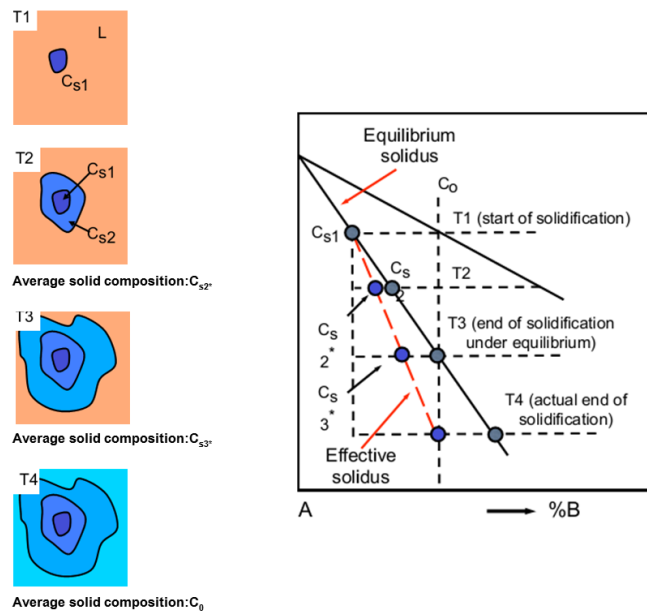 T1
L
Cs1
T2
Cs1
Cs2
Average solid composition:Cs2*
T3
Average solid composition:Cs3*
T4
Average solid composition:C0
Equilibrium
solidus
Co
T1 (start of solidification)
Cs1
Cs
2
T2
Cs
2*
T3 (end of solidification
under equilibrium)
Cs
3*
T4 (actual end of
solidification)
Effective
solidus
A
%B